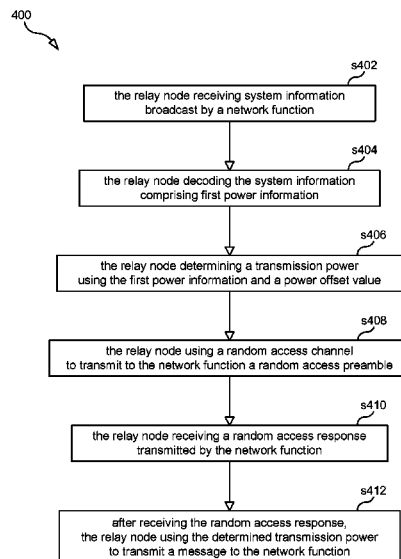 400
s402
the relay node receiving system information
broadcast by a network function
s404
the relay node decoding the system information
comprising first power information
s406
the relay node determining a transmission power
using the first power information and a power offset value
s408
the relay node using a random access channel
to transmit to the network function a random access preamble
s410
the relay node receiving a random access response
transmitted by the network function
s412
after receiving the random access response,
the relay node using the determined transmission power
to transmit a message to the network function